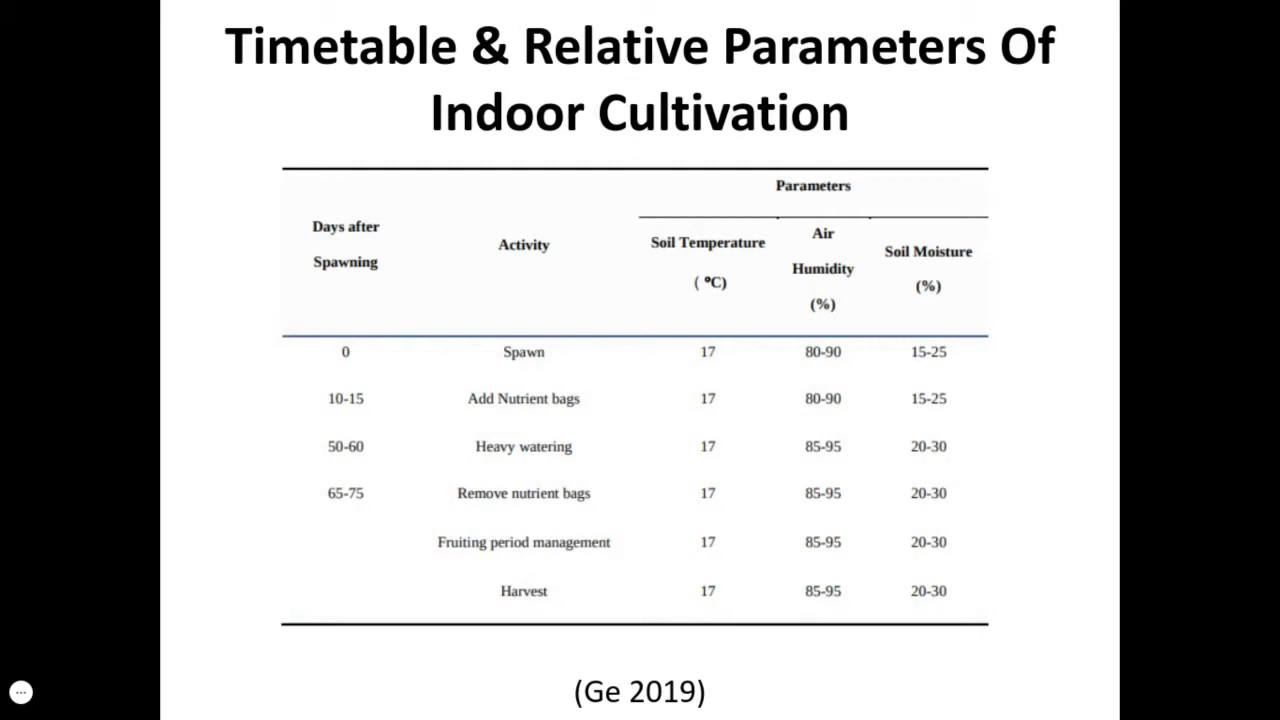 Timetable & Relative Parameters Of
Indoor Cultivation
Parameters
Days after
Spawning
Activity
Soil Temperature
( ⁰C)
Air
Humidity
(%)
Soil Moisture
(%)
0 Spawn 17 80-90 15-25
10-15 Add Nutrient bags 17 80-90 15-25
50-60 Heavy watering 17 85-95 20-30
65-75 Remove nutrient bags 17 85-95 20-30
Fruiting period management 17 85-95 20-30
Harvest 17 85-95 20-30
(Ge 2019)